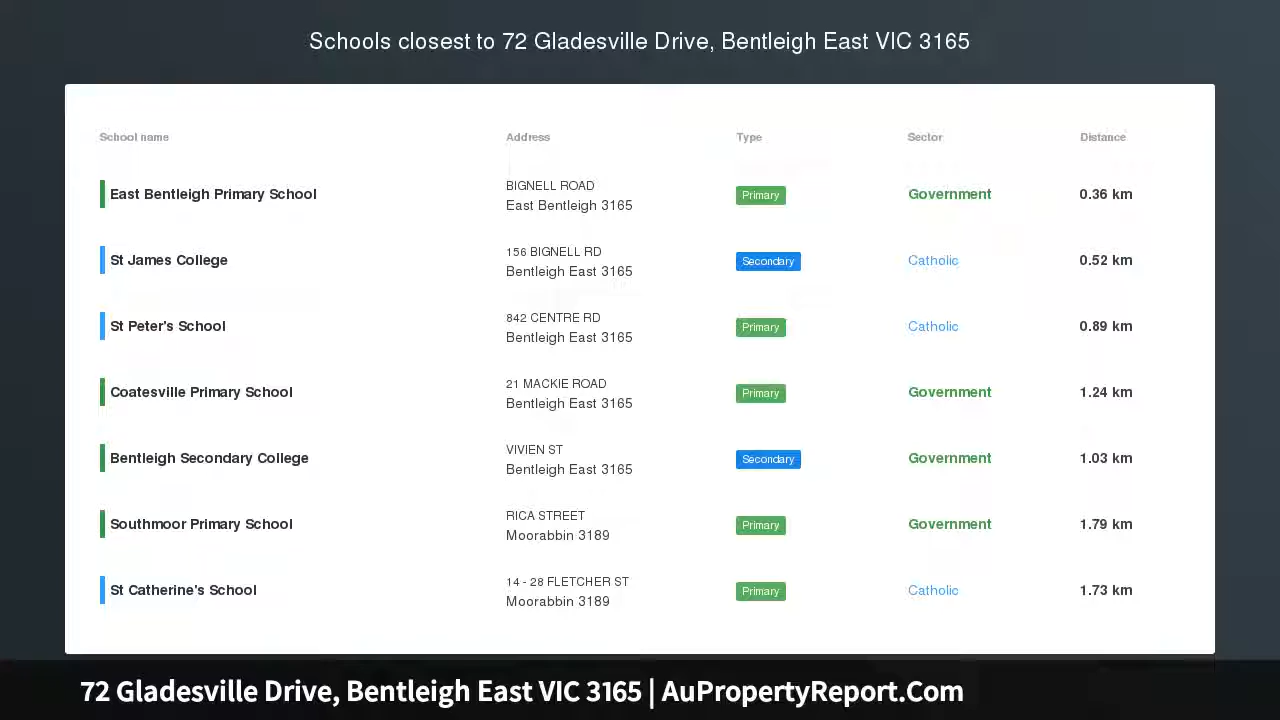 Schools closest to 72 Gladesville Drive, Bentleigh East VIC 3165
School name Address Type Sector Distance
East Bentleigh Primary School BIGNELL ROAD East Bentleigh 3165 Primary Government 0.36 km
St James College 156 BIGNELL RD Bentleigh East 3165 Secondary Catholic 0.52 km
St Peter's School 842 CENTRE RD Bentleigh East 3165 Primary Catholic 0.89 km
Coatesville Primary School 21 MACKIE ROAD Bentleigh East 3165 Primary Government 1.24 km
Bentleigh Secondary College VIVIEN ST Bentleigh East 3165 Secondary Government 1.03 km
Southmoor Primary School RICA STREET Moorabbin 3189 Primary Government 1.79 km
St Catherine's School 14 - 28 FLETCHER ST Moorabbin 3189 Primary Catholic 1.73 km
72 Gladesville Drive, Bentleigh East VIC 3165 | AuPropertyReport.Com